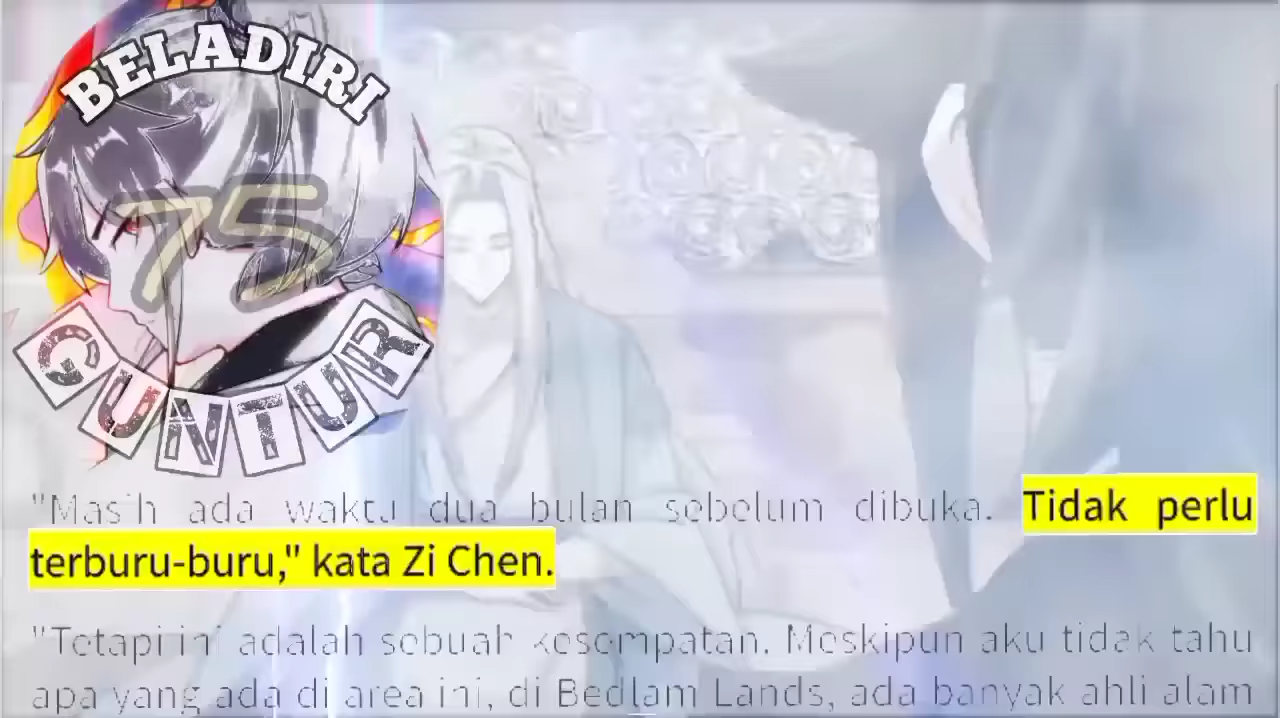 BELADIRI
75
GUNTUR
"Masih ada waktu dua bulan sebelum dibuka. Tidak perlu
terburu-buru," kata Zi Chen.
"Tetapi ini adalah sebuah kesempatan. Meskipun aku tidak tahu
apa yang ada di area ini, di Bedlam Lands, ada banyak ahli alam